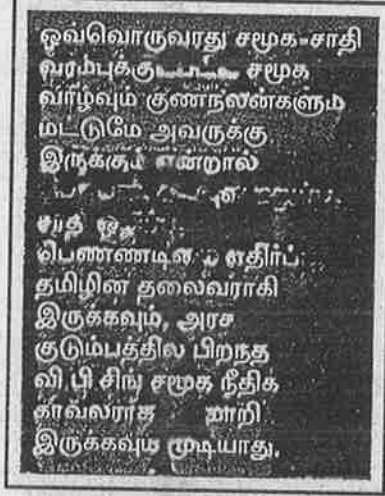 ஒவ்வொருவரது சமூக-சாதி
வரம்புக்கு சமூக
வாழ்வும் குணநலன்களும்
மட்டுமே அவருக்கு
இருக்கும் என்றால்
சாதி
எதிர்ப்
தமிழின தலைவராகி
இருக்கவும், அரச
குடும்பத்தில் பிறந்த
வி பி சிங் சமூக நீதிக்
காவலராக மாறி
இருக்கவும் முடியாது.